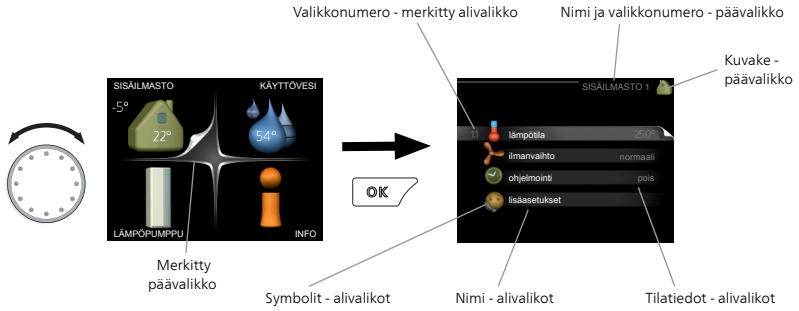 Valikkonumero - merkitty alivalikko
Nimi ja valikkonumero - päävalikko
Kuvake -
päävalikko
SISÄILMASTO
KÄYTTÖVESI
-5°
22°
54°
LÄMPÖPUMPPU
INFO
OK
SISÄILMASTO 1
1.1
lämpötila
25.0°
ilmanvaihto
normaali
ohjelmointi
pois
lisäasetukset
Merkitty
päävalikko
Symbolit - alivalikot
Nimi - alivalikot
Tilatiedot - alivalikot